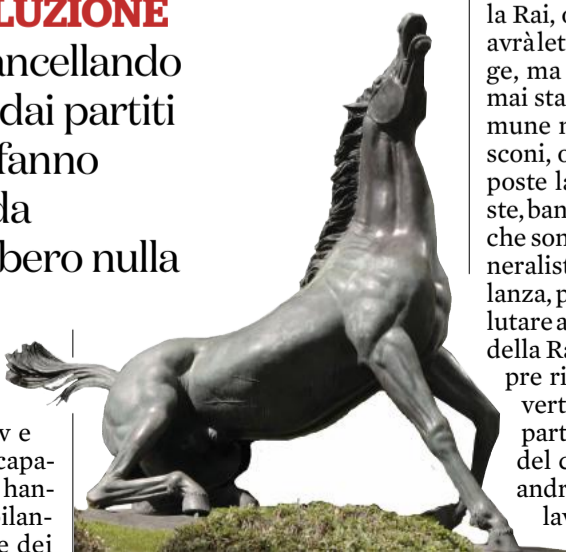 LUZIONE
ancellando
dai partiti
fanno
da
bero nulla
v e
capa-
han-
ilan-
e dei
la Rai,
avrà let
ge, ma
mai sta
mune
sconi,
poste la
ste, ban
che son
neralist
lanza, p
lutare a
della Ra
pre ri
vert
part
del c
andr
lav